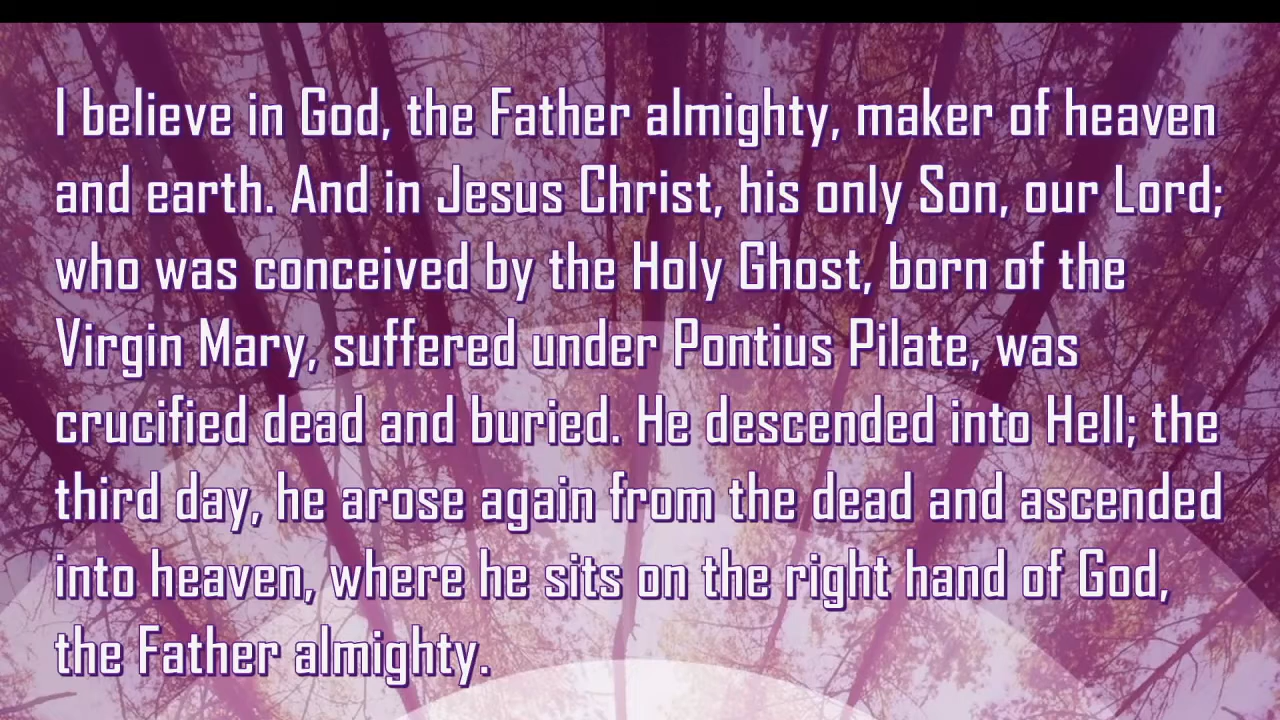 I believe in God, the Father almighty, maker of heaven
and earth. And in Jesus Christ, his only Son, our Lord;
who was conceived by the Holy Ghost, born of the
Virgin Mary, suffered under Pontius Pilate, was
crucified dead and buried. He descended into Hell; the
third day, he arose again from the dead and ascended
into heaven, where he sits on the right hand of God,
the Father almighty.